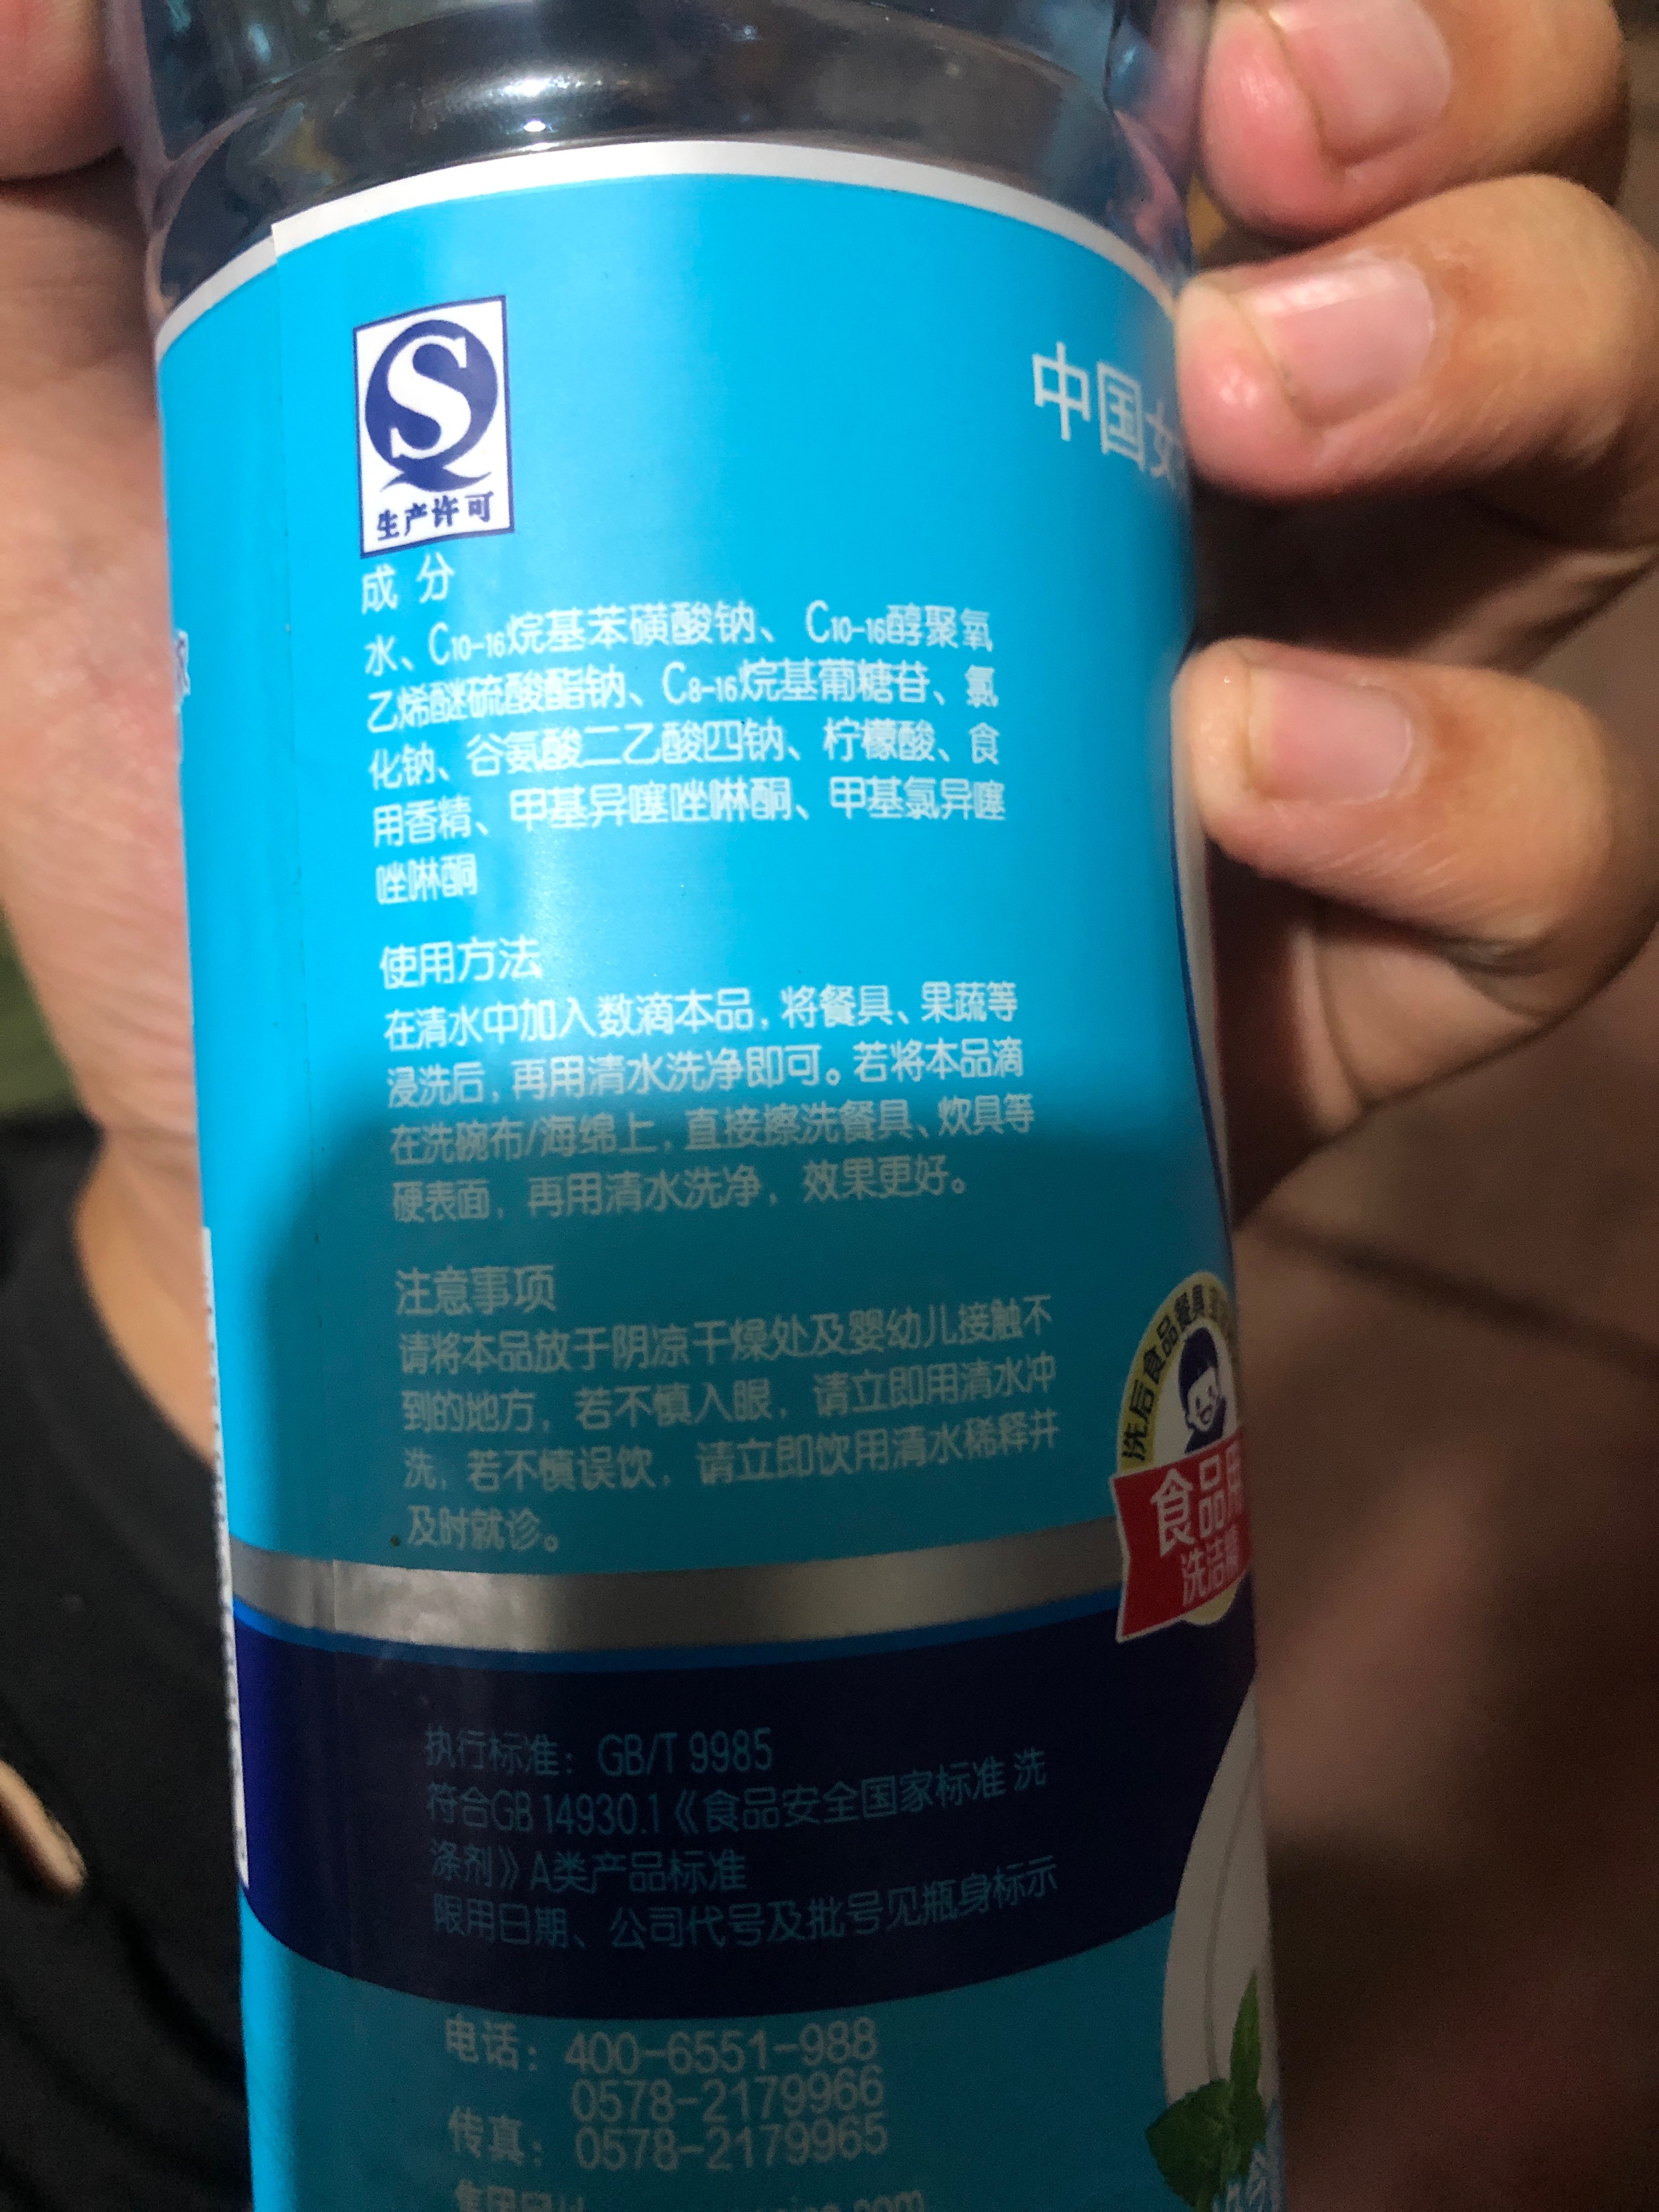 生产许可
中国
成 分
水、C10-16烷基苯磺酸钠、C10-16醇聚氧
乙烯醚硫酸酯钠、C8-16烷基葡糖苷、氯
化钠、谷氨酸二乙酸四钠、柠檬酸、食
用香精、甲基异噻唑啉酮、甲基氯异噻
唑啉酮
使用方法
在清水中加入数滴本品，将餐具、果蔬等
浸洗后，再用清水洗净即可。若将本品滴
在洗碗布/海绵上，直接擦洗餐具、炊具等
硬表面，再用清水洗净，效果更好。
注意事项
请将本品放于阴凉干燥处及婴幼儿接触不
到的地方，若不慎入眼，请立即用清水冲
洗，若不慎误饮，请立即饮用清水稀释并
及时就诊。
洗后食品餐具
食品用
洗洁精
执行标准：GB/T 9985
符合GB 14930.1《食品安全国家标准 洗
涤剂》A类产品标准
限用日期、公司代号及批号见瓶身标示
电话：400-6551-988
0578-2179966
传真：0578-2179965